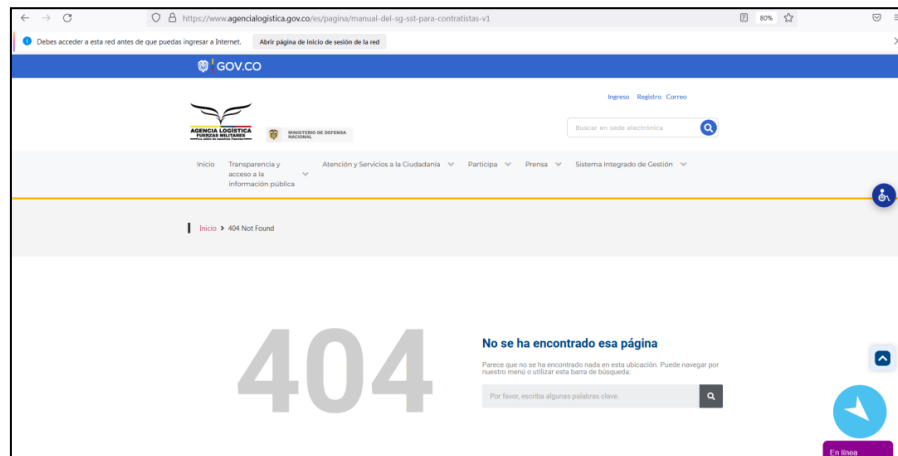 https://www.agencialogistica.gov.co/es/pagina/manual-del-sg-sst-para-contratistas-v1
80%
Debes acceder a esta red antes de que puedas ingresar a Internet. Abrir página de inicio de sesión de la red
GOV.CO
Ingreso Registro Correo
AGENCIA LOGÍSTICA
FUERZAS MILITARES
MINISTERIO DE DEFENSA
NACIONAL
Buscar en sede electrónica
Inicio Transparencia y acceso a la información pública Atención y Servicios a la Ciudadanía Participa Prensa Sistema Integrado de Gestión
Inicio > 404 Not Found
404
No se ha encontrado esa página
Parece que no se ha encontrado nada en esta ubicación. Puede navegar por
nuestro menú o utilizar esta barra de búsqueda:
Por favor, escriba algunas palabras clave.
En línea